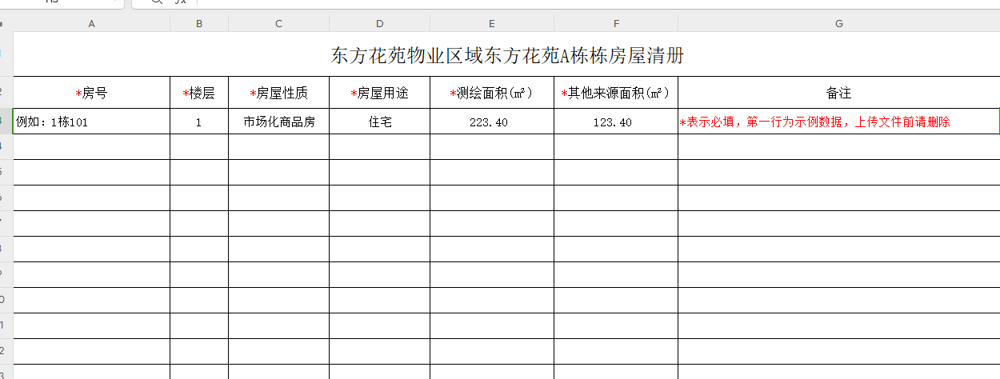 A B C D E F G
东方花苑物业区域东方花苑A栋栋房屋清册
*房号 *楼层 *房屋性质 *房屋用途 *测绘面积(㎡) *其他来源面积(㎡) 备注
例如：1栋101 1 市场化商品房 住宅 223.40 123.40 *表示必填，第一行为示例数据，上传文件前请删除